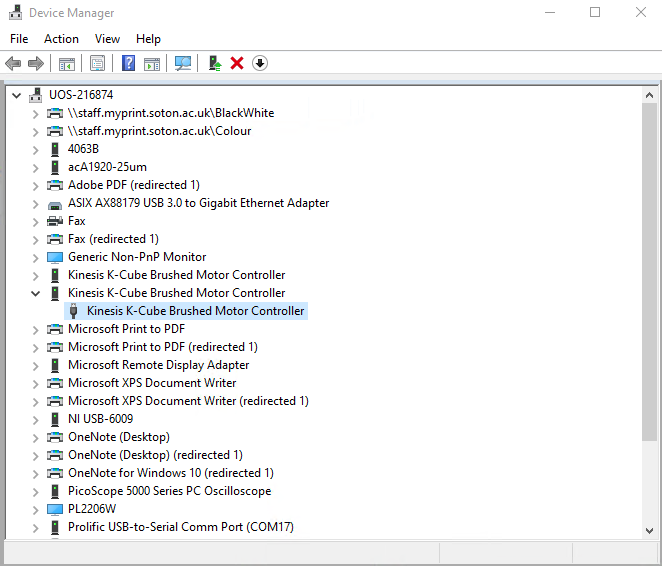 Device Manager
File Action View Help
UOS-216874
\\staff.myprint.soton.ac.uk\BlackWhite
\\staff.myprint.soton.ac.uk\Colour
4063B
acA1920-25um
Adobe PDF (redirected 1)
ASIX AX88179 USB 3.0 to Gigabit Ethernet Adapter
Fax
Fax (redirected 1)
Generic Non-PnP Monitor
Kinesis K-Cube Brushed Motor Controller
Kinesis K-Cube Brushed Motor Controller
Kinesis K-Cube Brushed Motor Controller
Microsoft Print to PDF
Microsoft Print to PDF (redirected 1)
Microsoft Remote Display Adapter
Microsoft XPS Document Writer
Microsoft XPS Document Writer (redirected 1)
NI USB-6009
OneNote (Desktop)
OneNote (Desktop) (redirected 1)
OneNote for Windows 10 (redirected 1)
PicoScope 5000 Series PC Oscilloscope
PL2206W
Prolific USB-to-Serial Comm Port (COM17)